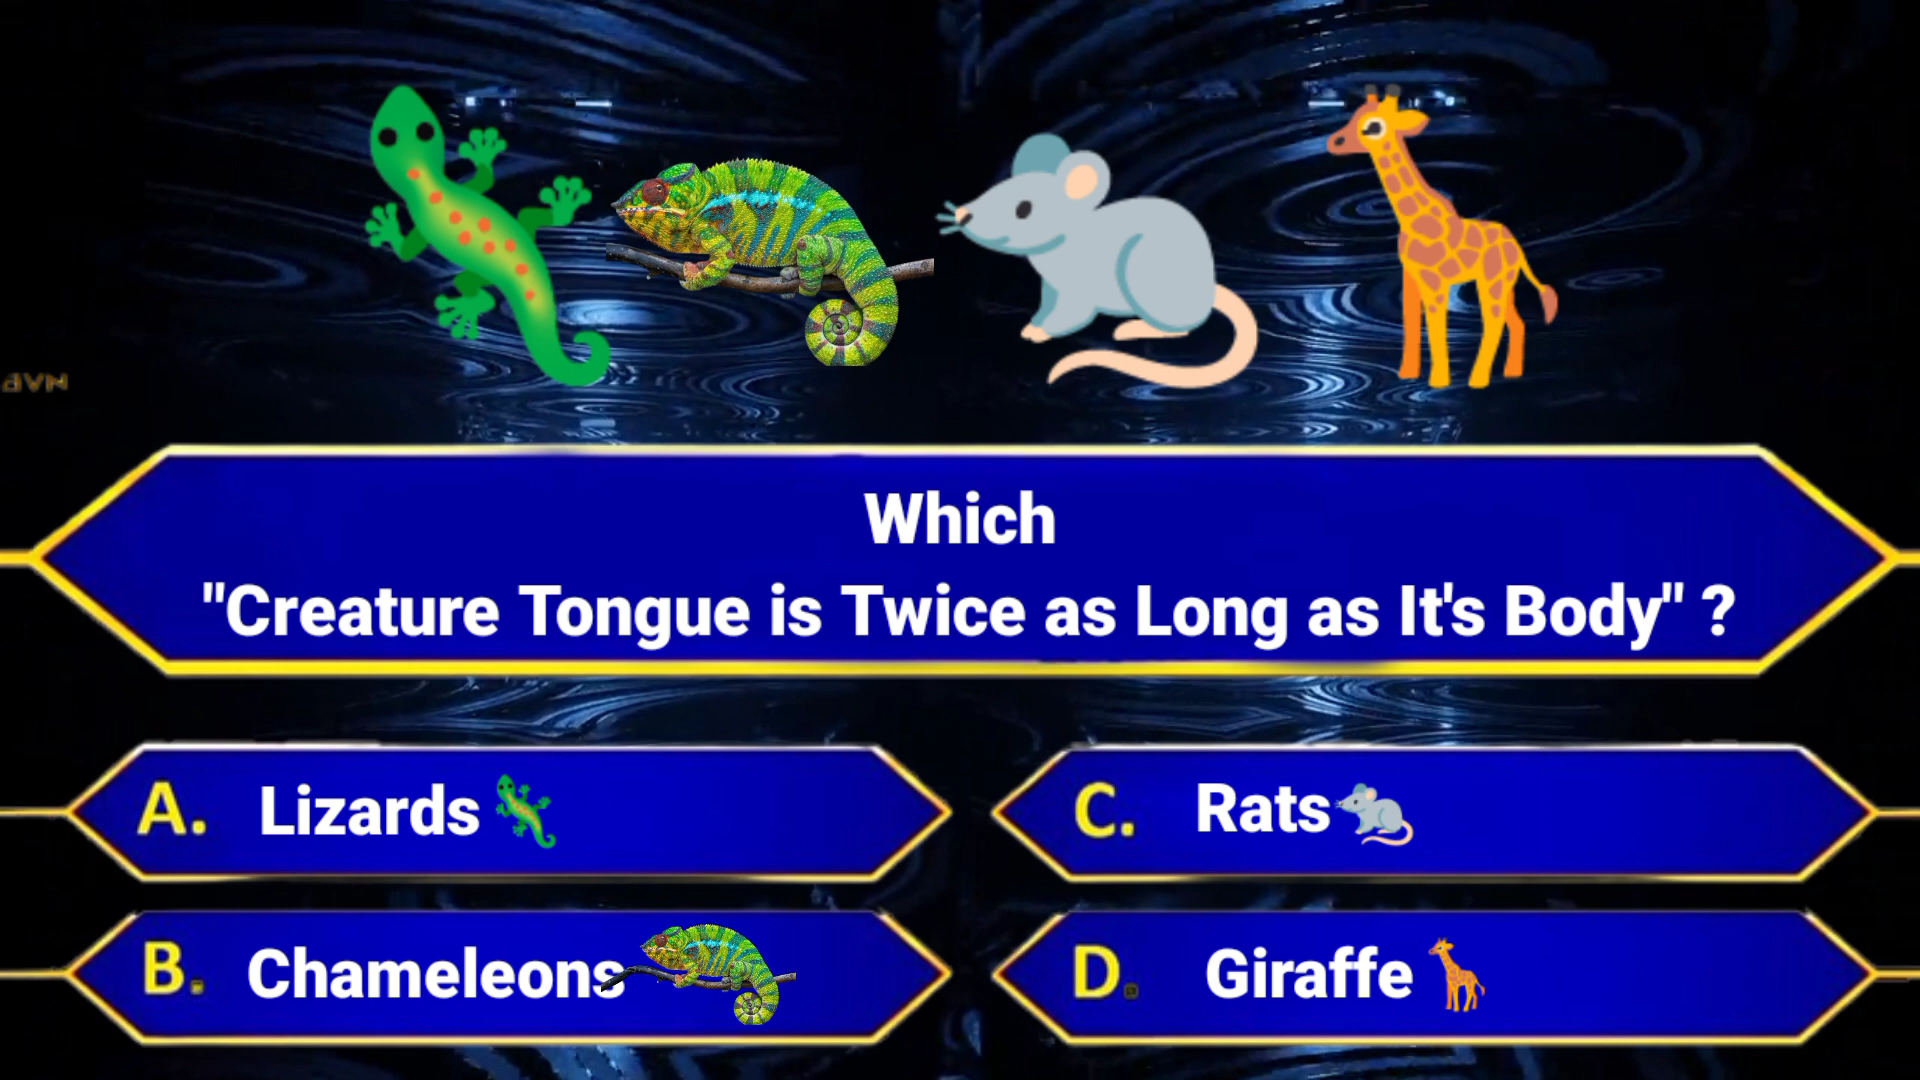 Which
"Creature Tongue is Twice as Long as It's Body" ?
A. Lizards
C. Rats
B. Chameleons
D. Giraffe